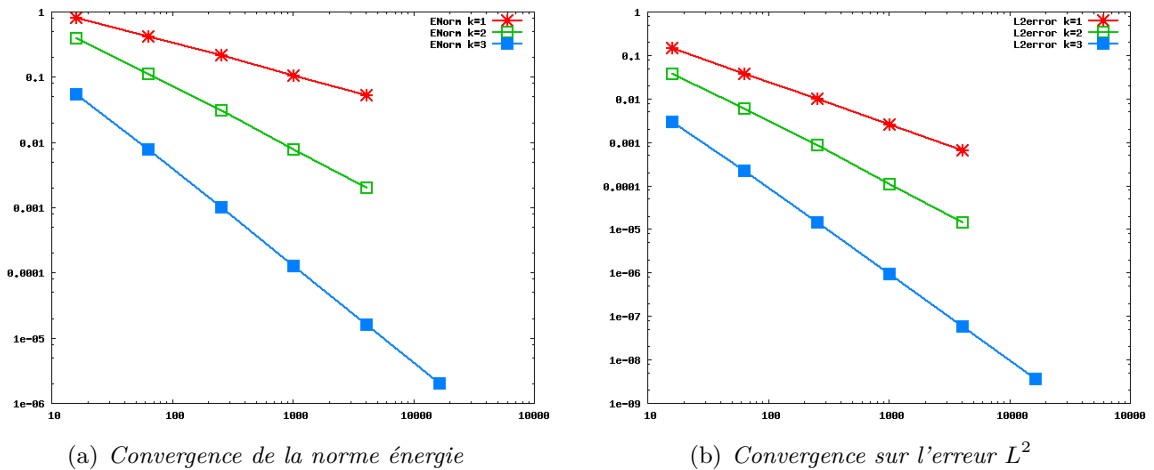 1
0.1
0.01
0.001
0.0001
1e-05
1e-06
ENorm k=1
ENorm k=2
ENorm k=3
10 100 1000 10000 10000
(a) Convergence de la norme énergie
1
0.1
0.01
0.001
0.0001
1e-05
1e-06
1e-07
1e-08
1e-09
L2error k=1
L2error k=2
L2error k=3
10 100 1000 10000 10000
(b) Convergence sur l'erreur L²